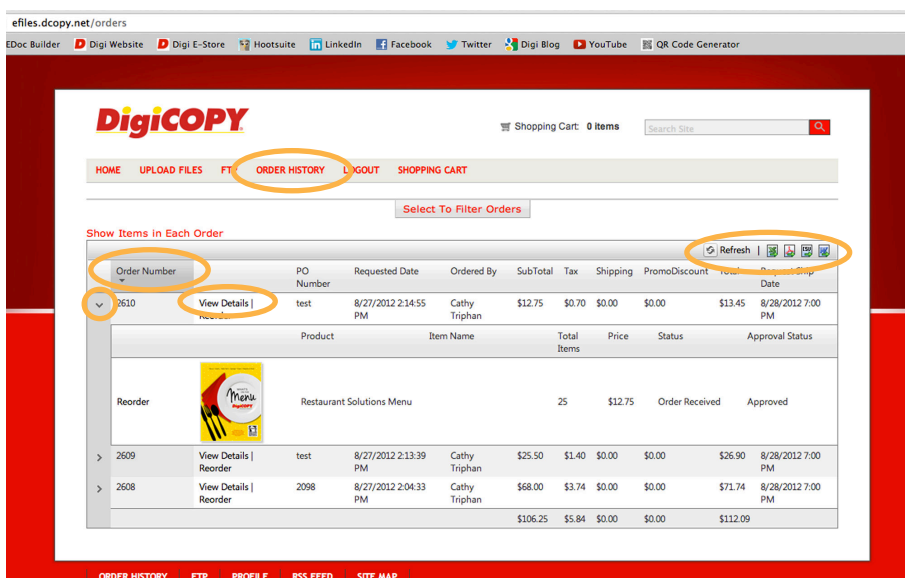 efiles.dcopy.net/orders
EDoc Builder Digi Website Digi E-Store Hootsuite LinkedIn Facebook Twitter Digi Blog YouTube QR Code Generator
DigiCOPY
Shopping Cart: 0 items Search Site
HOME UPLOAD FILES FTP ORDER HISTORY LOGOUT SHOPPING CART
Select To Filter Orders
Show Items in Each Order
Refresh |
Order Number PO Number Requested Date Ordered By SubTotal Tax Shipping PromoDiscount Total Request Ship Date
2610 View Details | Reorder test 8/27/2012 2:14:55 PM Cathy Triphan $12.75 $0.70 $0.00 $0.00 $13.45 8/28/2012 7:00 PM
Product Item Name Total Items Price Status Approval Status
Menu
DigiCOPY
Reorder Restaurant Solutions Menu 25 $12.75 Order Received Approved
2609 View Details | Reorder test 8/27/2012 2:13:39 PM Cathy Triphan $25.50 $1.40 $0.00 $0.00 $26.90 8/28/2012 7:00 PM
2608 View Details | Reorder 2098 8/27/2012 2:04:33 PM Cathy Triphan $68.00 $3.74 $0.00 $0.00 $71.74 8/28/2012 7:00 PM
$106.25 $5.84 $0.00 $0.00 $112.09
ORDER HISTORY FTP PROFILE RSS FEED SITE MAP